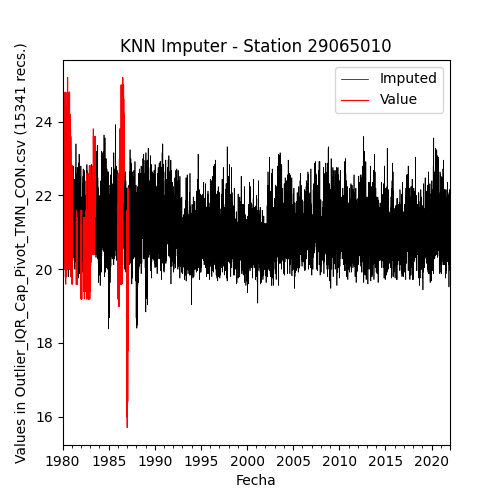 KNN Imputer - Station 29065010
Values in Outlier_IQR_Cap_Pivot_TMN_CON.csv (15341 recs.)
Imputed
Value
24
22
20
18
16
1980 1985 1990 1995 2000 2005 2010 2015 2020
Fecha